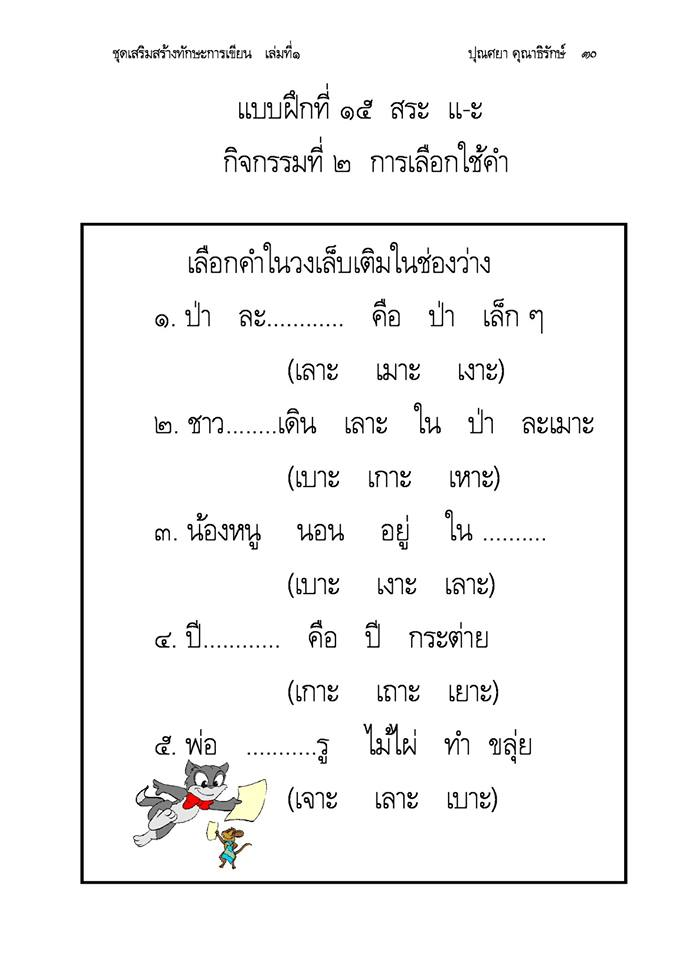 ชุดเสริมสร้างทักษะการเขียน เล่มที่๑ ปุณศยา คุณาธิรักษ์ ๓๐
แบบฝึกที่ ๑๕ สระ แ-ะ
กิจกรรมที่ ๒ การเลือกใช้คำ
เลือกคำในวงเล็บเติมในช่องว่าง
๑. ป่า ละ............ คือ ป่า เล็ก ๆ
(เลาะ เมาะ เงาะ)
๒. ชาว........เดิน เลาะ ใน ป่า ละเมาะ
(เบาะ เกาะ เหาะ)
๓. น้องหนู นอน อยู่ ใน ..........
(เบาะ เงาะ เลาะ)
๔. ปี............ คือ ปี กระต่าย
(เกาะ เถาะ เยาะ)
๕. พ่อ ...........รู ไม้ไผ่ ทำ ขลุ่ย
(เจาะ เลาะ เบาะ)